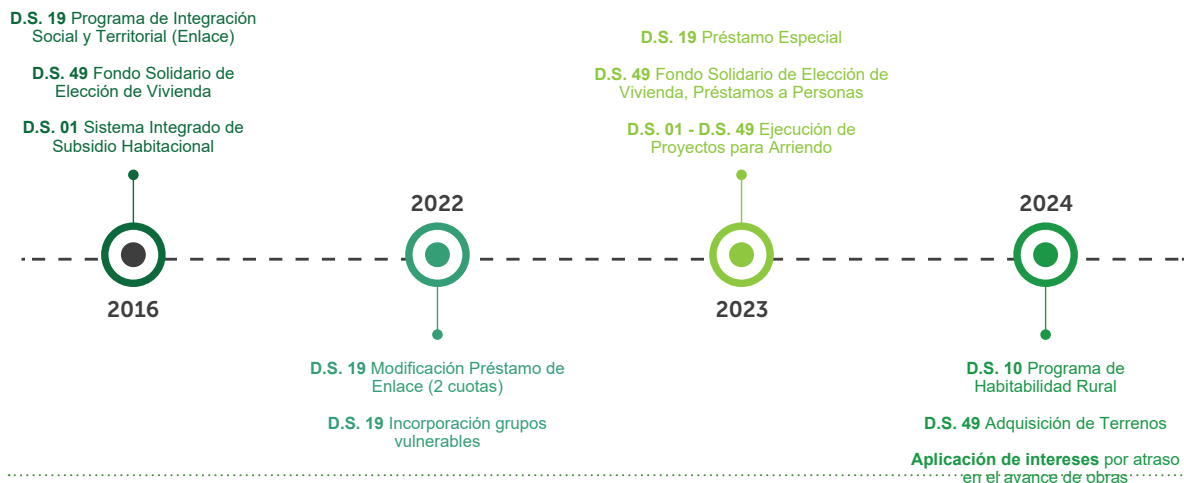 D.S. 19 Programa de Integración
Social y Territorial (Enlace)
D.S. 49 Fondo Solidario de
Elección de Vivienda
D.S. 01 Sistema Integrado de
Subsidio Habitacional
2016
2022
D.S. 19 Modificación Préstamo de
Enlace (2 cuotas)
D.S. 19 Incorporación grupos
vulnerables
D.S. 19 Préstamo Especial
D.S. 49 Fondo Solidario de Elección de
Vivienda, Préstamos a Personas
D.S. 01 - D.S. 49 Ejecución de
Proyectos para Arriendo
2023
2024
D.S. 10 Programa de
Habitabilidad Rural
D.S. 49 Adquisición de Terrenos
Aplicación de intereses por atraso
en el avance de obras